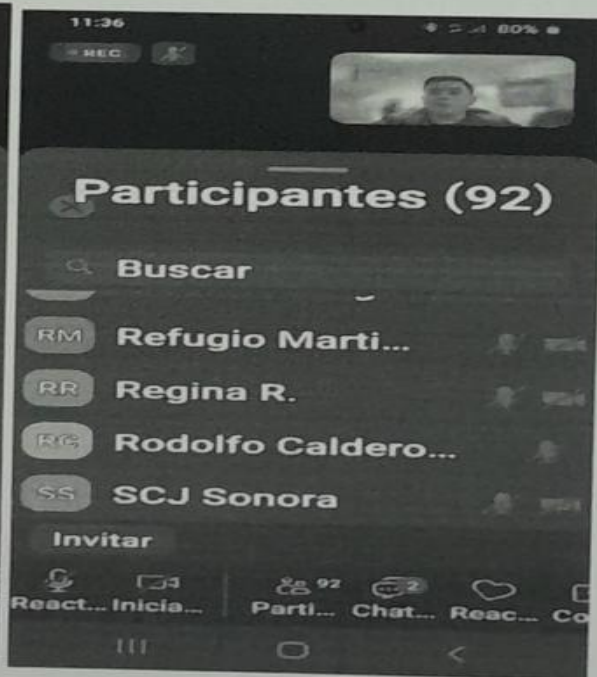 11:36
80%
REC
Participantes (92)
Buscar
RM Refugio Marti...
RR Regina R.
RC Rodolfo Caldero...
SS SCJ Sonora
Invitar
92 2
React... Inicia... Parti... Chat... Reac... Co